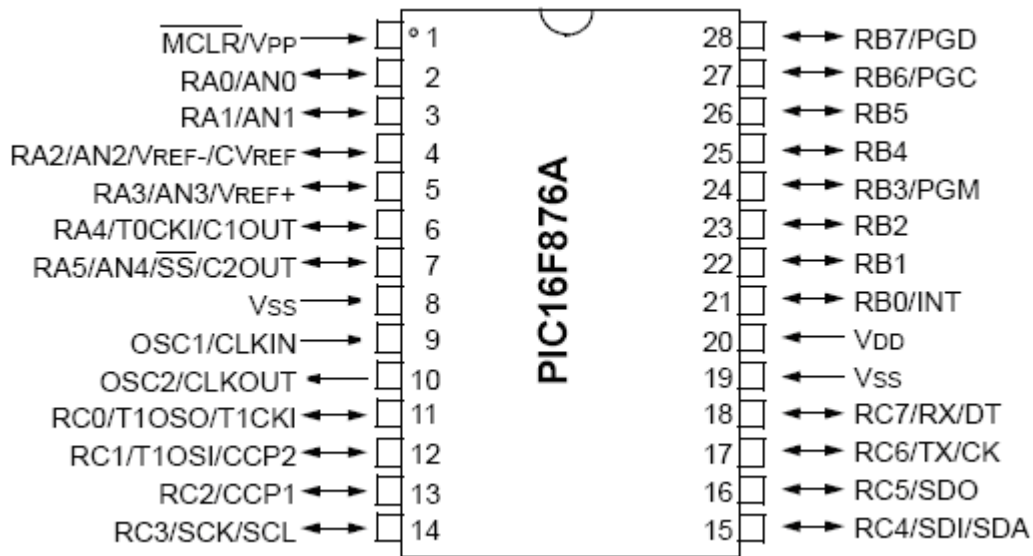 MCLR/VPP 1 28 RB7/PGD
RA0/AN0 2 27 RB6/PGC
RA1/AN1 3 26 RB5
RA2/AN2/VREF-/CVREF 4 25 RB4
RA3/AN3/VREF+ 5 24 RB3/PGM
RA4/T0CKI/C1OUT 6 23 RB2
RA5/AN4/SS/C2OUT 7 22 RB1
VSS 8 21 RB0/INT
OSC1/CLKIN 9 20 VDD
OSC2/CLKOUT 10 19 VSS
RC0/T1OSO/T1CKI 11 18 RC7/RX/DT
RC1/T1OSI/CCP2 12 17 RC6/TX/CK
RC2/CCP1 13 16 RC5/SDO
RC3/SCK/SCL 14 15 RC4/SDI/SDA
PIC16F876A